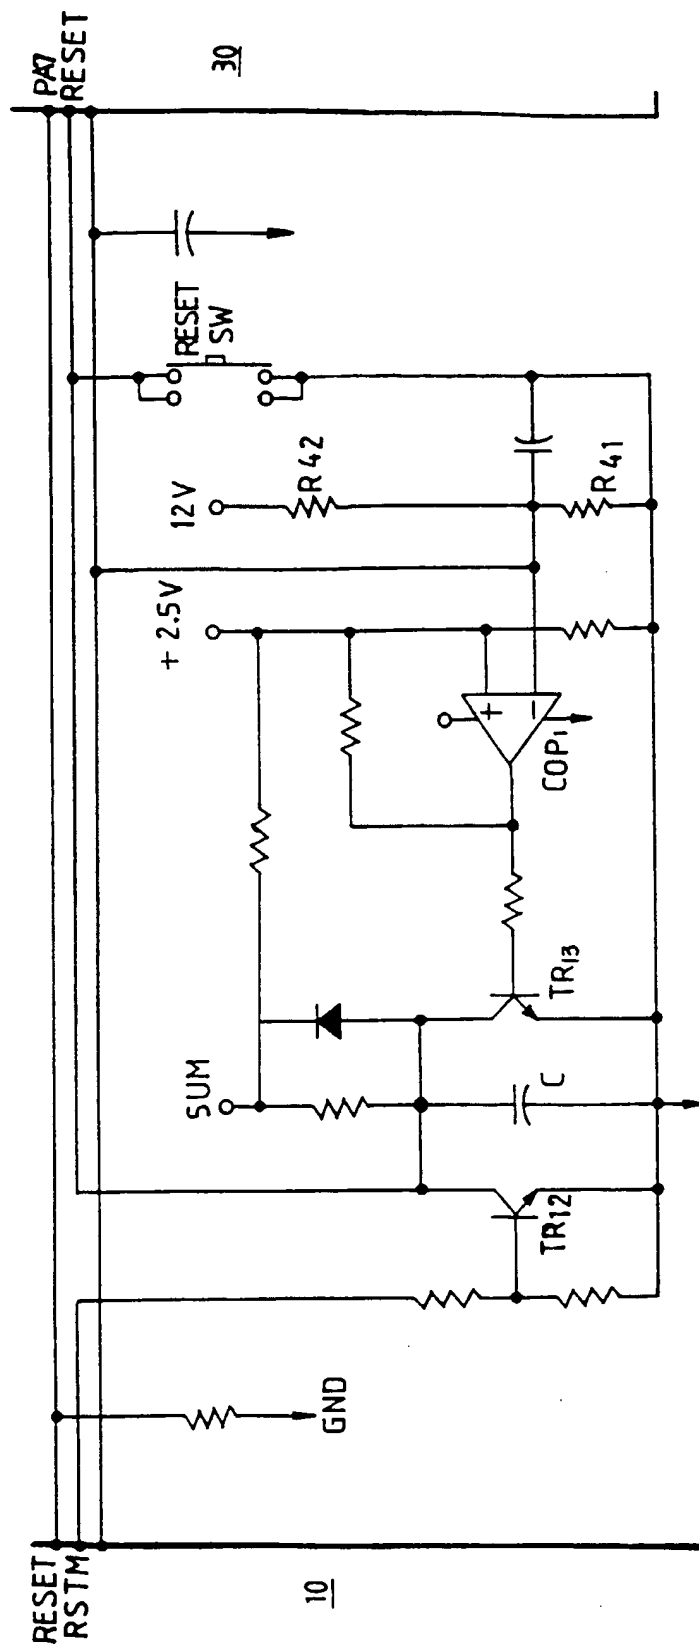 RESET
RSTM
10
GND
TR12
SUM
C
TR13
COP1
+
−
+ 2.5V
12V
R42
R41
RESET
SW
PA7
RESET
30